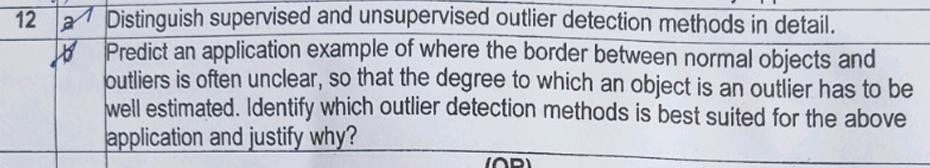 12 a Distinguish supervised and unsupervised outlier detection methods in detail.
b Predict an application example of where the border between normal objects and
outliers is often unclear, so that the degree to which an object is an outlier has to be
well estimated. Identify which outlier detection methods is best suited for the above
application and justify why?
(OR)